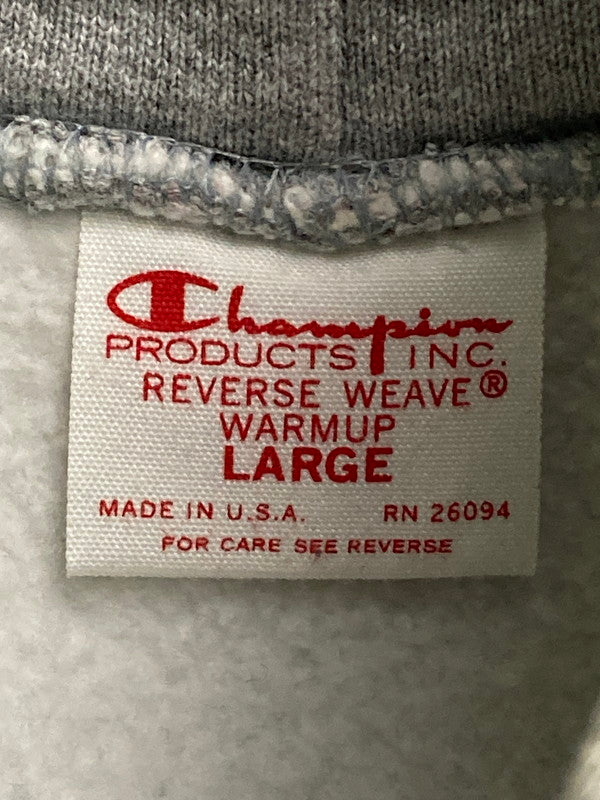 Champion
PRODUCTS INC.
REVERSE WEAVE®
WARMUP
LARGE
MADE IN U.S.A. RN 26094
FOR CARE SEE REVERSE